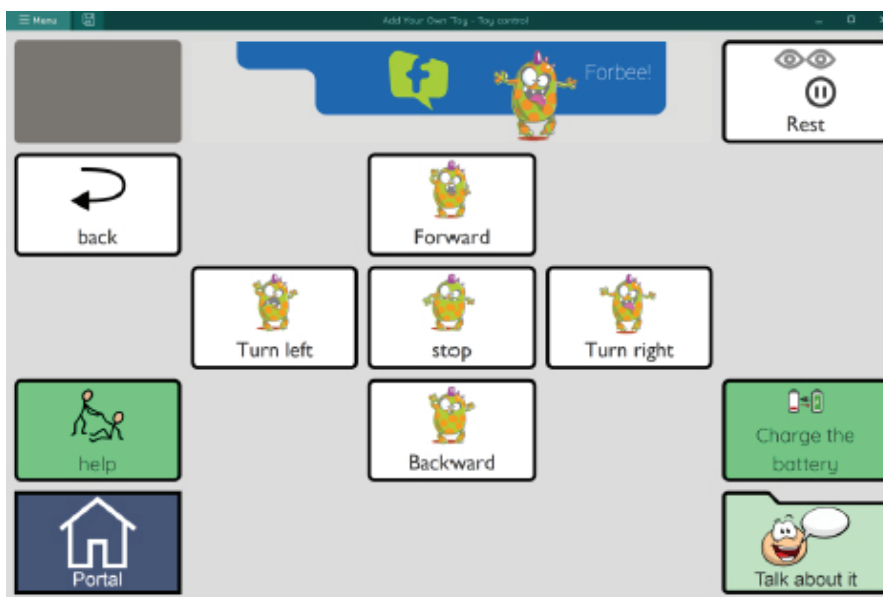 Menu
Add Your Own Toy - Toy control
Forbee!
Rest
back
Forward
Turn left
stop
Turn right
help
Backward
Charge the
battery
Portal
Talk about it